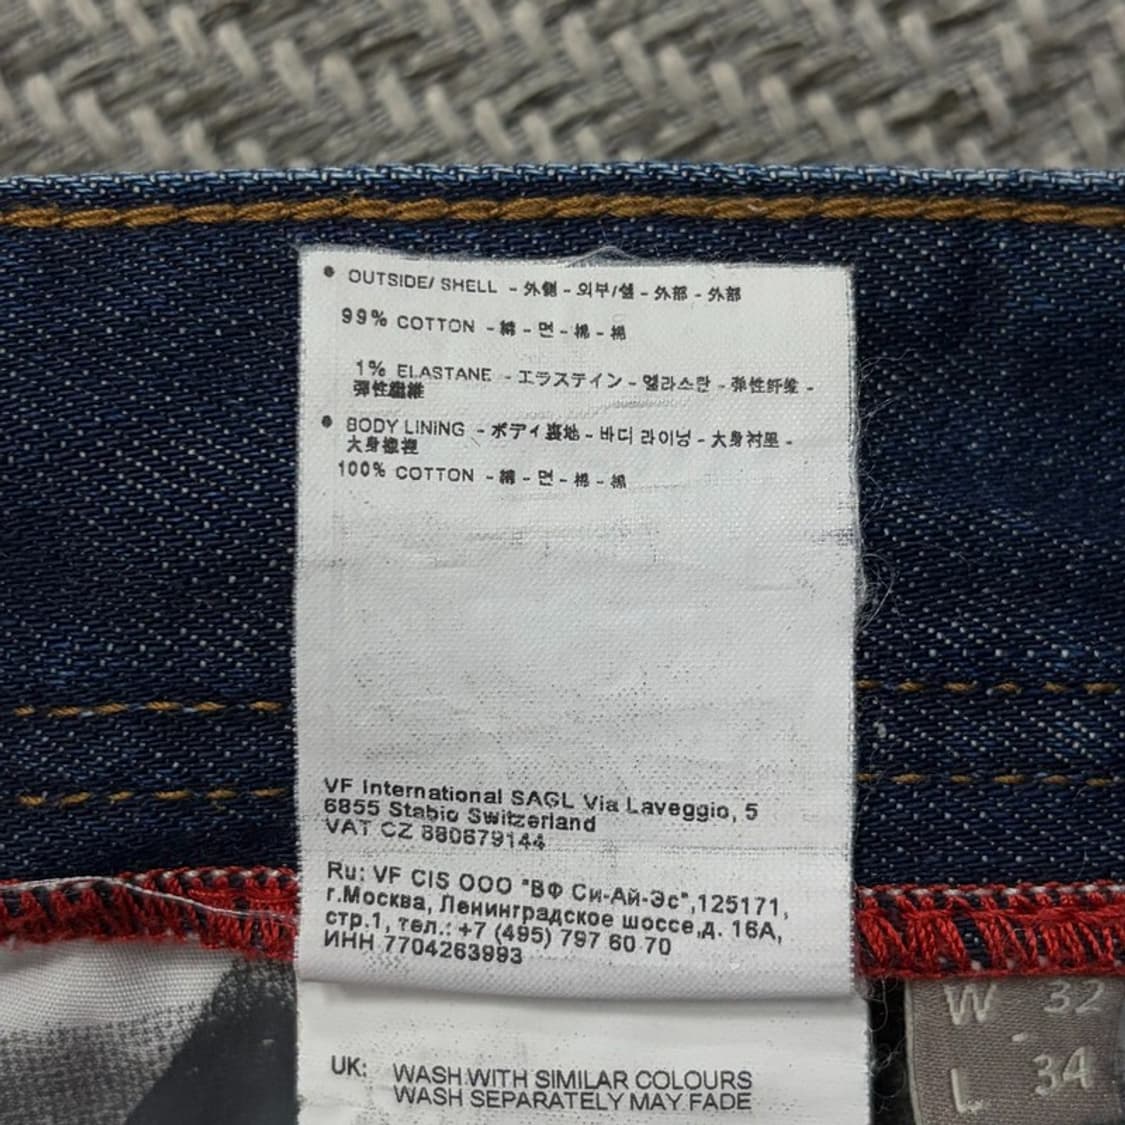 OUTSIDE/ SHELL - 外側 - 외부/쉘 - 外部 - 外部
99% COTTON - 綿 - 면 - 棉 - 棉
1% ELASTANE - エラステイン - 엘라스탄 - 弹性纤维 -
彈性纖維
BODY LINING - ボディ裏地 - 바디 라이닝 - 大身衬里 -
大身襯裡
100% COTTON - 綿 - 면 - 棉 - 棉
VF International SAGL Via Laveggio, 5
6855 Stabio Switzerland
VAT CZ 880679144
Ru: VF CIS OOO "ВФ Си-Ай-Эс",125171,
г.Москва, Ленинградское шоссе,д. 16А,
стр.1, тел.: +7 (495) 797 60 70
ИНН 7704263993
UK: WASH WITH SIMILAR COLOURS
WASH SEPARATELY MAY FADE
W 32
L 34